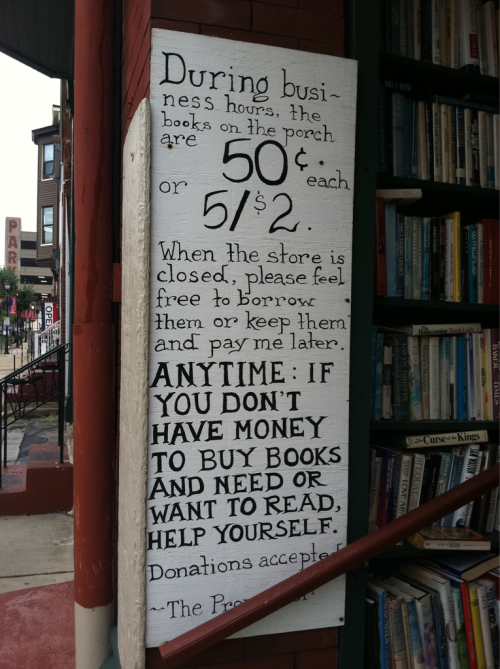 During busi~
ness hours, the
books on the porch
are 50¢ each
or 5/$2.
When the store is
closed, please feel
free to borrow
them or keep them
and pay me later.
ANYTIME: IF
YOU DON'T
HAVE MONEY
TO BUY BOOKS
AND NEED OR
WANT TO READ,
HELP YOURSELF.
Donations accepted
~The
PARK
OPEN
The Curse of the Kings